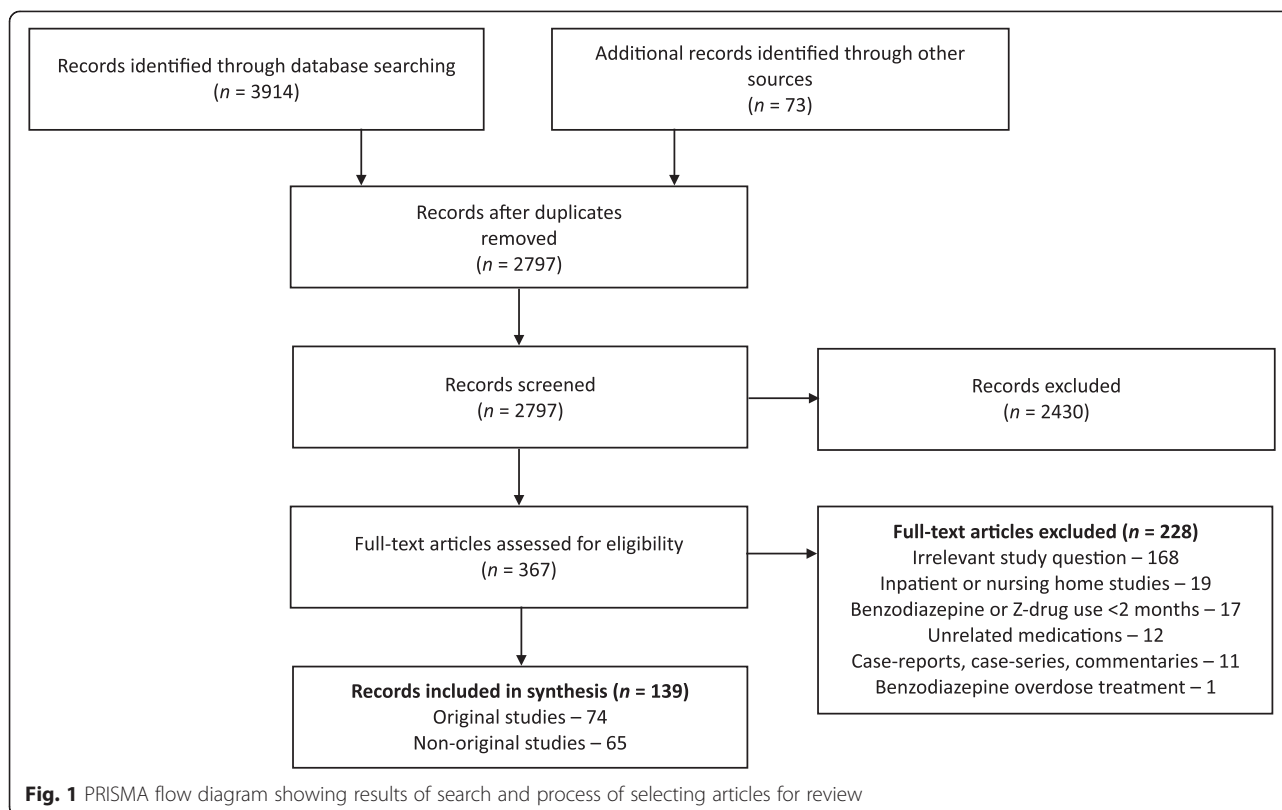 Records identified through database searching
(n = 3914)
Additional records identified through other
sources
(n = 73)
Records after duplicates
removed
(n = 2797)
Records screened
(n = 2797)
Records excluded
(n = 2430)
Full-text articles assessed for eligibility
(n = 367)
Full-text articles excluded (n = 228)
Irrelevant study question – 168
Inpatient or nursing home studies – 19
Benzodiazepine or Z-drug use <2 months – 17
Unrelated medications – 12
Case-reports, case-series, commentaries – 11
Benzodiazepine overdose treatment – 1
Records included in synthesis (n = 139)
Original studies – 74
Non-original studies – 65
Fig. 1 PRISMA flow diagram showing results of search and process of selecting articles for review